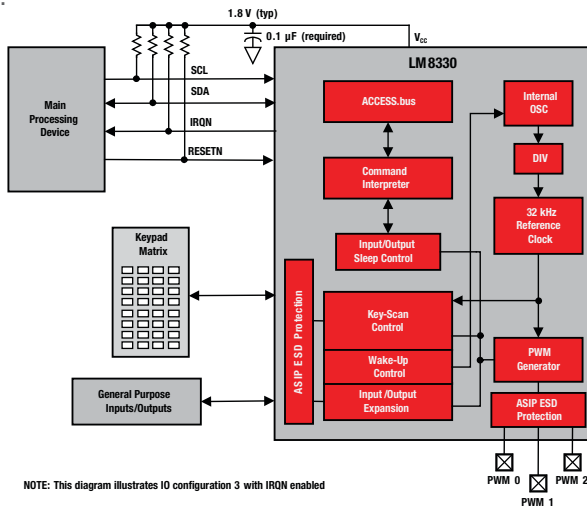 1.8 V (typ)
0.1 µF (required)
VCC
LM8330
Main
Processing
Device
SCL
SDA
IRQN
RESETN
ACCESS.bus
Command
Interpreter
Input/Output
Sleep Control
Internal
OSC
DIV
32 kHz
Reference
Clock
Keypad
Matrix
ASIP ESD Protection
Key-Scan
Control
Wake-Up
Control
Input /Output
Expansion
PWM
Generator
General Purpose
Inputs/Outputs
ASIP ESD
Protection
PWM 0
PWM 1
PWM 2
NOTE: This diagram illustrates IO configuration 3 with IRQN enabled